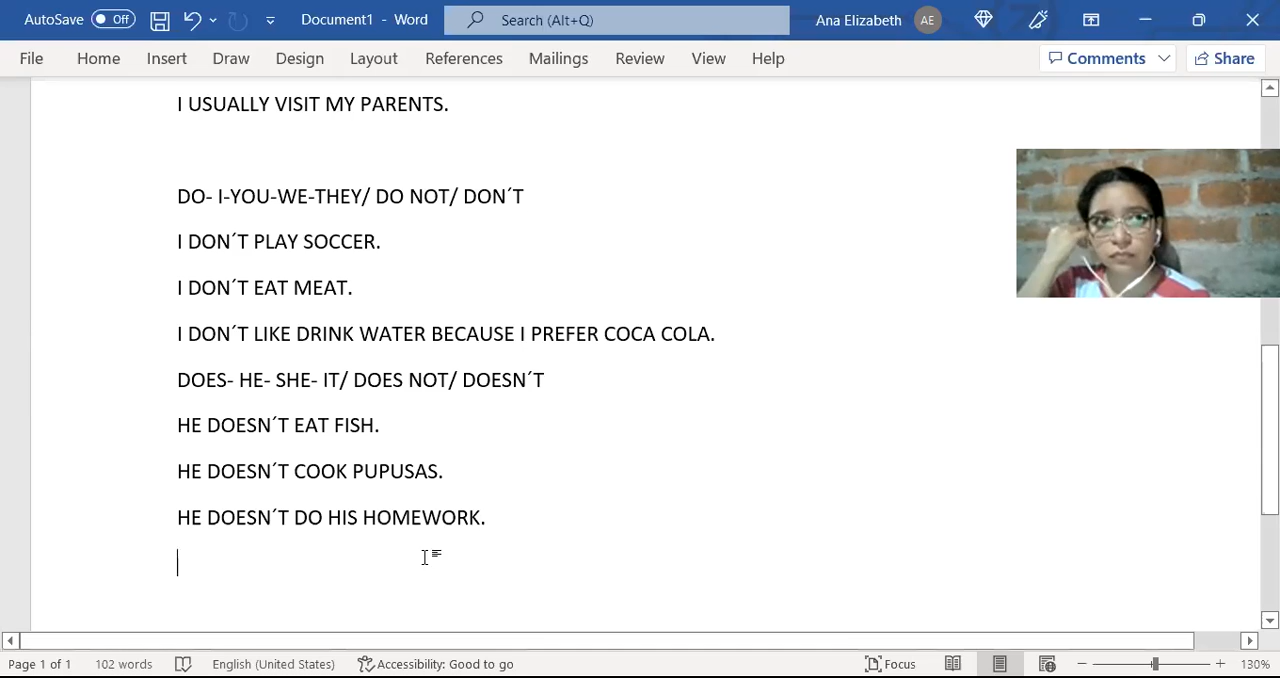 AutoSave Off Document1 - Word Search (Alt+Q) Ana Elizabeth AE
File Home Insert Draw Design Layout References Mailings Review View Help Comments Share
I USUALLY VISIT MY PARENTS.
DO- I-YOU-WE-THEY/ DO NOT/ DON´T
I DON´T PLAY SOCCER.
I DON´T EAT MEAT.
I DON´T LIKE DRINK WATER BECAUSE I PREFER COCA COLA.
DOES- HE- SHE- IT/ DOES NOT/ DOESN´T
HE DOESN´T EAT FISH.
HE DOESN´T COOK PUPUSAS.
HE DOESN´T DO HIS HOMEWORK.
Page 1 of 1 102 words English (United States) Accessibility: Good to go Focus 130%